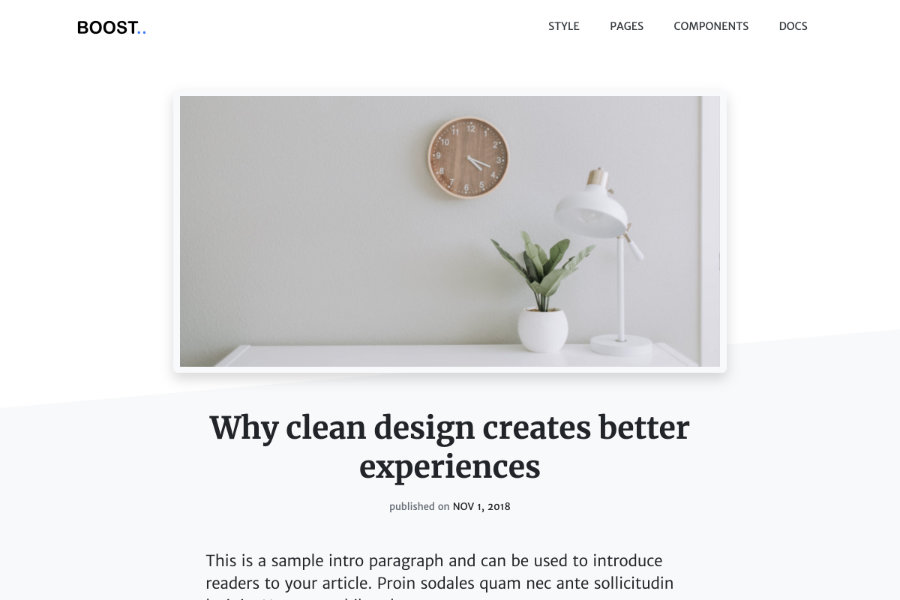 BOOST..
STYLE PAGES COMPONENTS DOCS
12
1
2
3
4
5
6
7
8
9
10
11
Why clean design creates better
experiences
published on NOV 1, 2018
This is a sample intro paragraph and can be used to introduce
readers to your article. Proin sodales quam nec ante sollicitudin